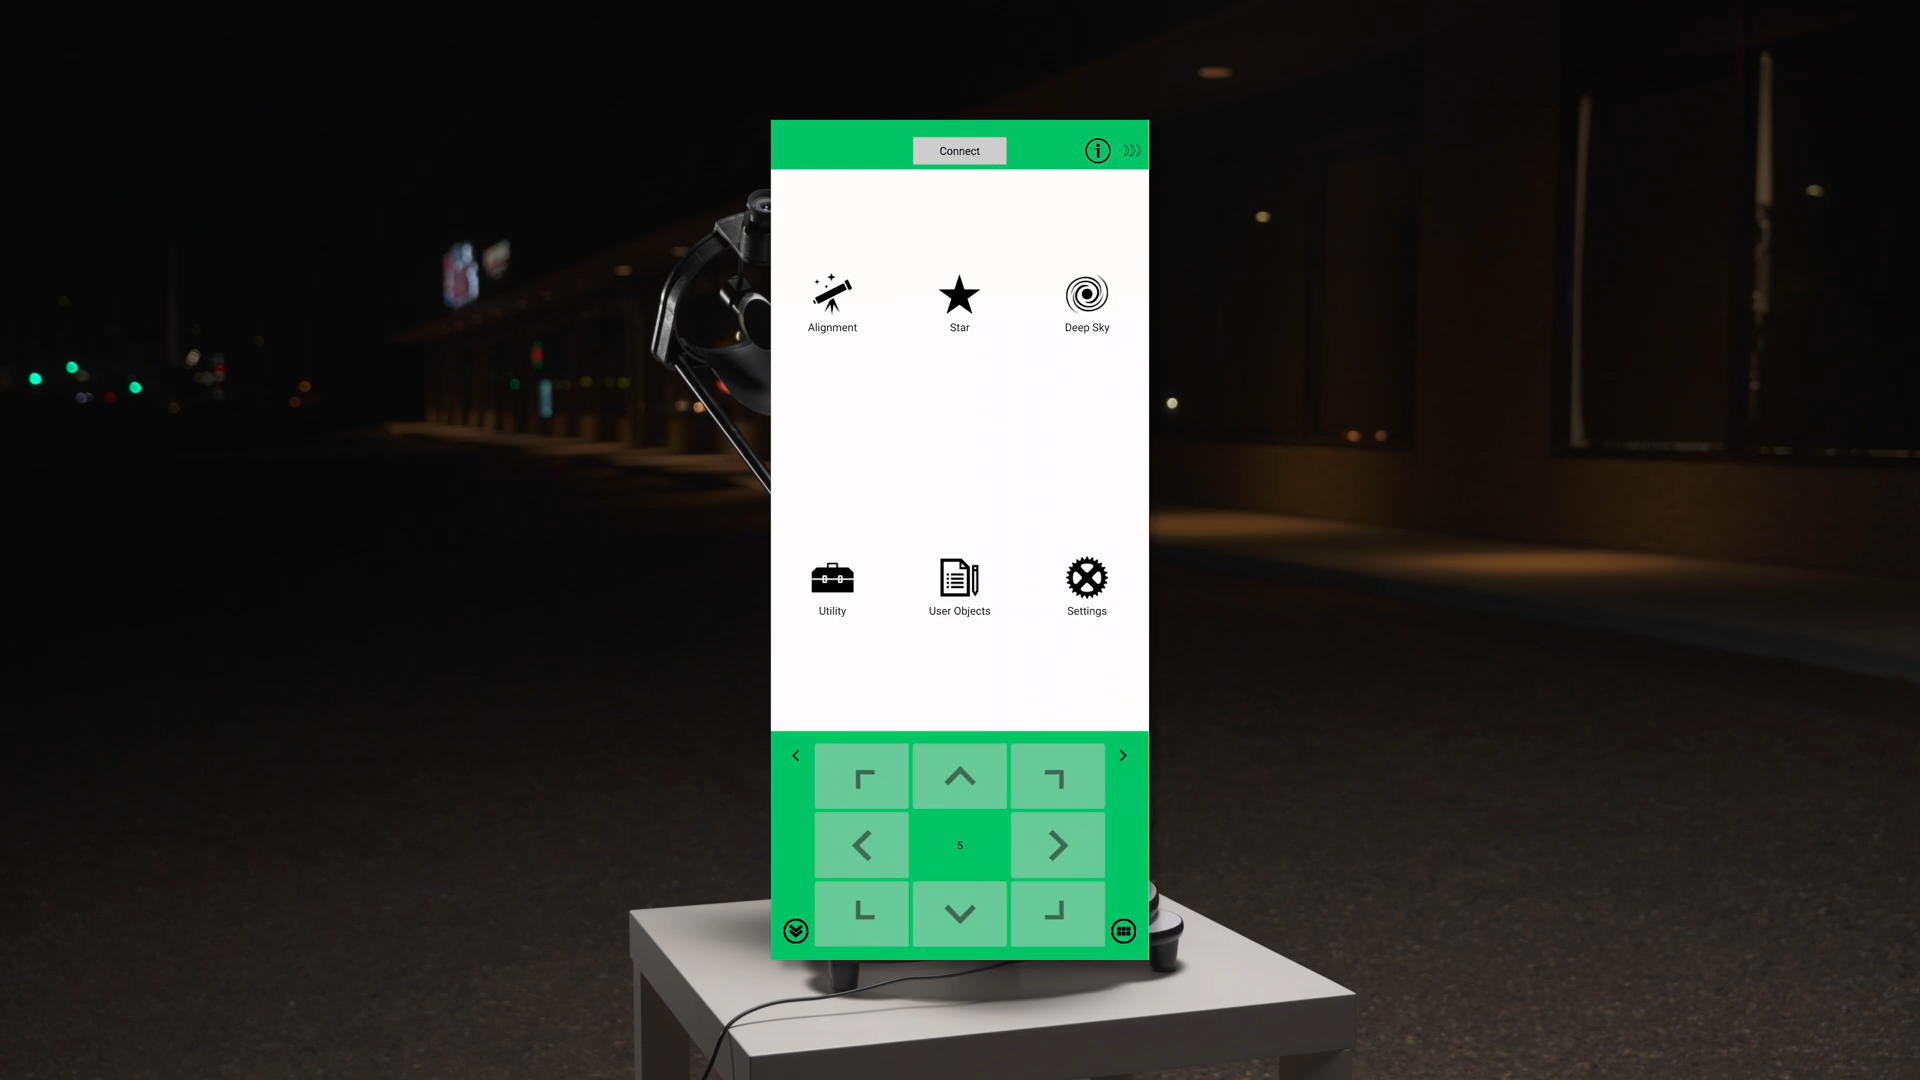 Connect
Alignment
Star
Deep Sky
Utility
User Objects
Settings
5